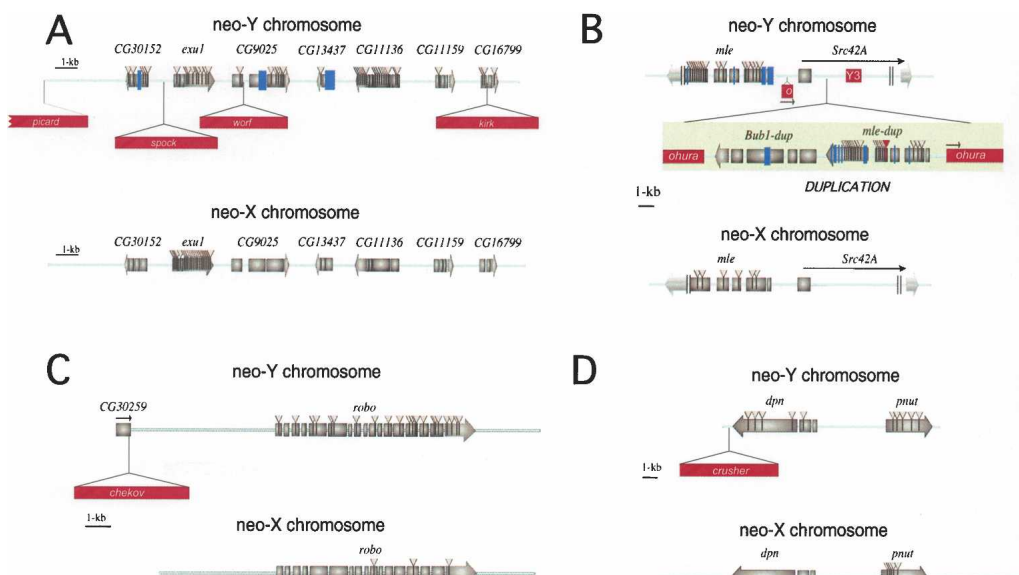 A
neo-Y chromosome
CG30152 exu1 CG9025 CG13437 CG11136 CG11159 CG16799
1-kb
picard
spock
worf
kirk
neo-X chromosome
CG30152 exu1 CG9025 CG13437 CG11136 CG11159 CG16799
1-kb
B
neo-Y chromosome
mle Src42A
o
Y3
Bub1-dup mle-dup
ohura ohura
1-kb
DUPLICATION
neo-X chromosome
mle Src42A
C
neo-Y chromosome
CG30259 robo
chekov
1-kb
neo-X chromosome
robo
D
neo-Y chromosome
dpn pnut
1-kb
crusher
neo-X chromosome
dpn pnut